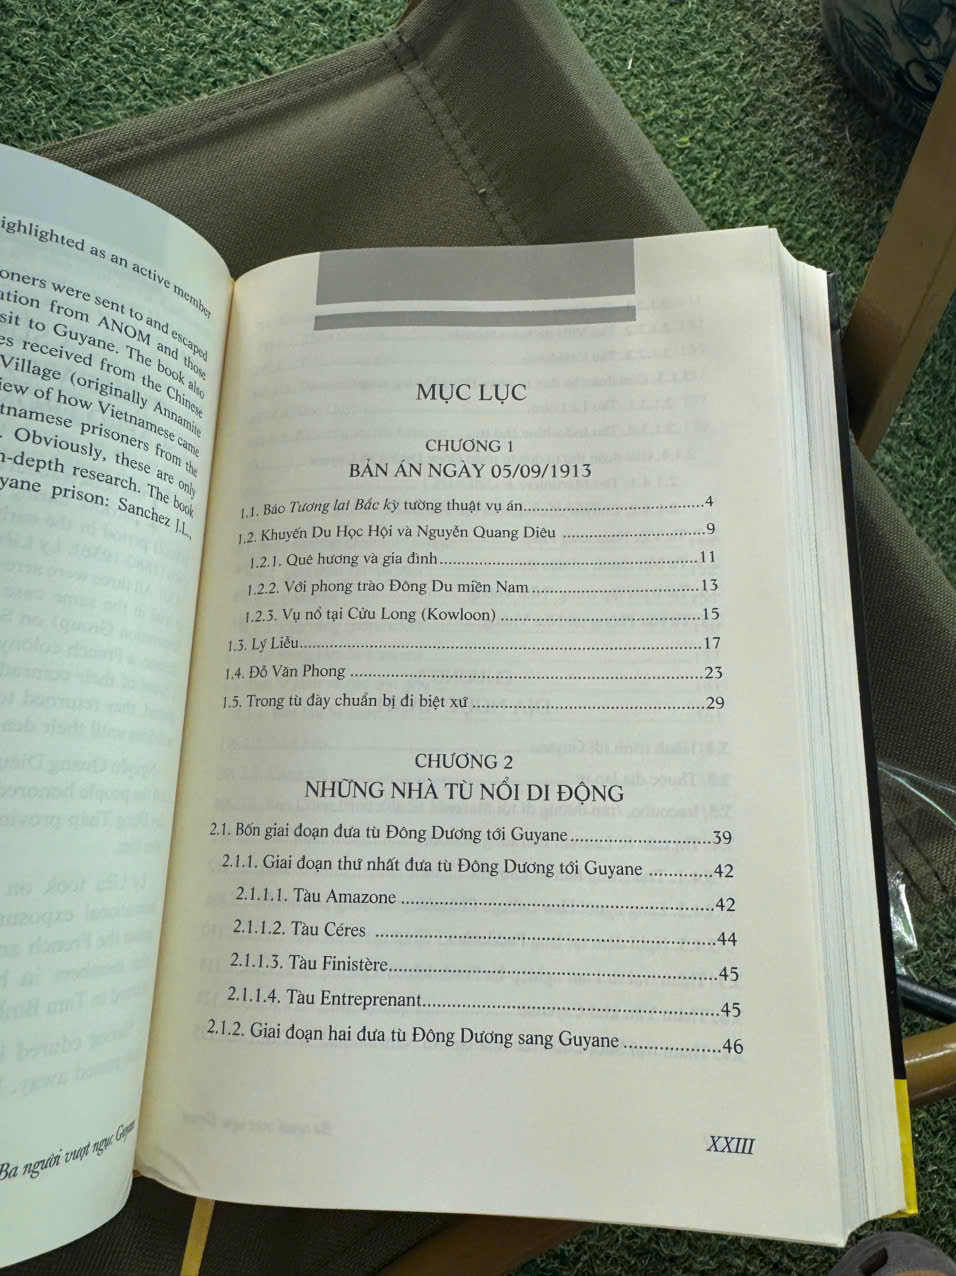 ighlighted as an active member
oners were sent to and escaped
ation from ANOM and those
sit to Guyane. The book also
es received from the Chinese
Village (originally Annamite
iew of how Vietnamese came
tnamese prisoners from the
. Obviously, these are only
n-depth research. The book
uyane prison: Sanchez J.L.,
Ba người vượt ngục Guyane
MỤC LỤC
CHƯƠNG 1
BẢN ÁN NGÀY 05/09/1913
1.1. Báo Tương lai Bắc kỳ tường thuật vụ án....................................4
1.2. Khuyến Du Học Hội và Nguyễn Quang Diêu ............................9
1.2.1. Quê hương và gia đình....................................................11
1.2.2. Với phong trào Đông Du miền Nam..................................13
1.2.3. Vụ nổ tại Cửu Long (Kowloon) ........................................15
1.3. Lý Liễu................................................................................17
1.4. Đỗ Văn Phong .....................................................................23
1.5. Trong tù đày chuẩn bị đi biệt xứ .............................................29
CHƯƠNG 2
NHỮNG NHÀ TÙ NỔI DI ĐỘNG
2.1. Bốn giai đoạn đưa tù Đông Dương tới Guyane..........................39
2.1.1. Giai đoạn thứ nhất đưa tù Đông Dương tới Guyane ...............42
2.1.1.1. Tàu Amazone ...........................................................42
2.1.1.2. Tàu Céres ................................................................44
2.1.1.3. Tàu Finistère.............................................................45
2.1.1.4. Tàu Entreprenant.......................................................45
2.1.2. Giai đoạn hai đưa tù Đông Dương sang Guyane ...................46
XXIII